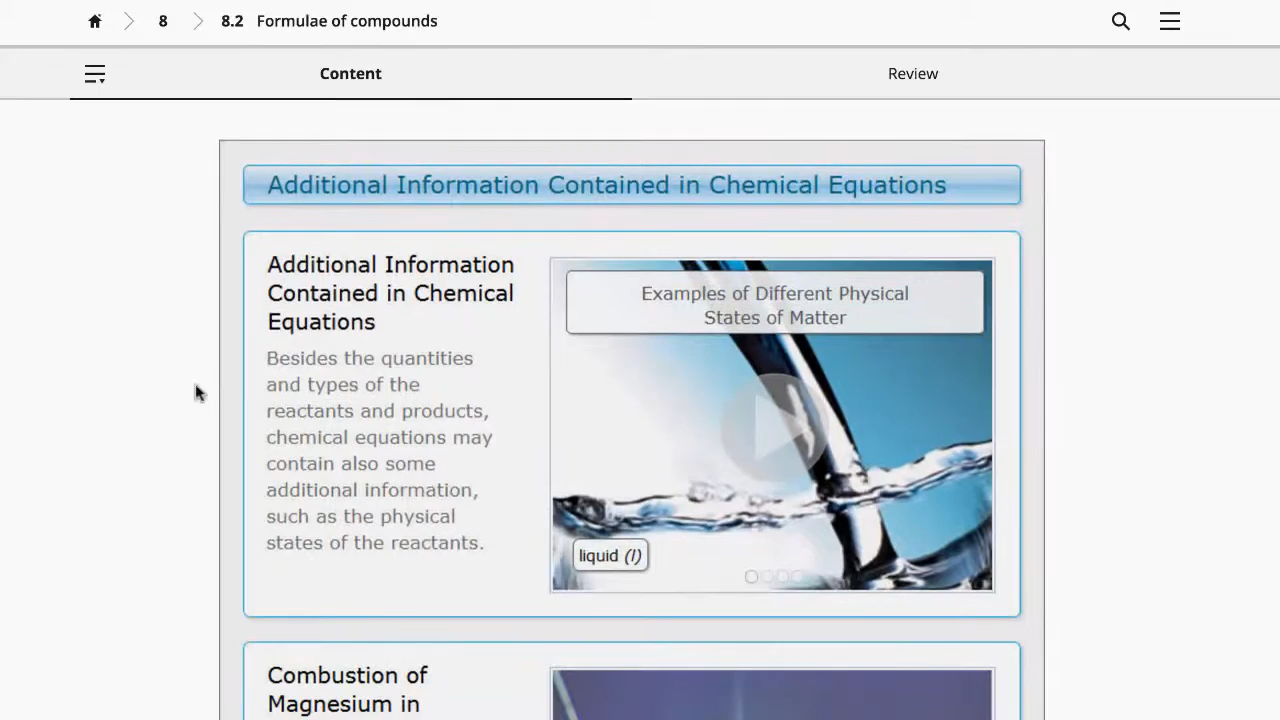 8
8.2 Formulae of compounds
Content
Review
Additional Information Contained in Chemical Equations
Additional Information
Contained in Chemical
Equations
Besides the quantities
and types of the
reactants and products,
chemical equations may
contain also some
additional information,
such as the physical
states of the reactants.
Examples of Different Physical
States of Matter
liquid (l)
Combustion of
Magnesium in